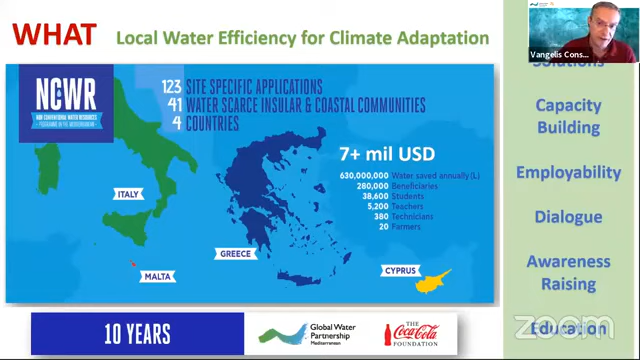 WHAT Local Water Efficiency for Climate Adaptation
NCWR
NON CONVENTIONAL WATER RESOURCES
PROGRAMME IN THE MEDITERRANEAN
123 SITE SPECIFIC APPLICATIONS
41 WATER SCARCE INSULAR & COASTAL COMMUNITIES
4 COUNTRIES
7+ mil USD
630,000,000 Water saved annually (L)
280,000 Beneficiaries
38,600 Students
5,200 Teachers
380 Technicians
20 Farmers
ITALY
MALTA
GREECE
CYPRUS
10 YEARS
Global Water
Partnership
Mediterranean
THE
Coca-Cola
FOUNDATION
Vangelis Cons...
Solutions
Capacity
Building
Employability
Dialogue
Awareness
Raising
Education
zoom